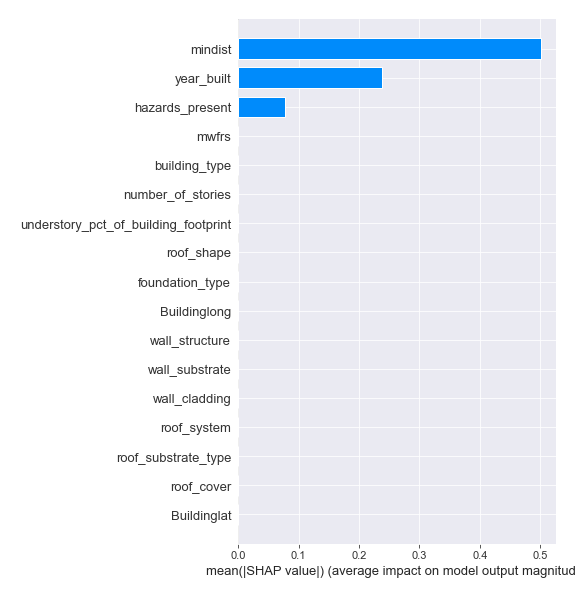 mindist
year_built
hazards_present
mwfrs
building_type
number_of_stories
understory_pct_of_building_footprint
roof_shape
foundation_type
Buildinglong
wall_structure
wall_substrate
wall_cladding
roof_system
roof_substrate_type
roof_cover
Buildinglat
0.0 0.1 0.2 0.3 0.4 0.5
mean(|SHAP value|) (average impact on model output magnitud